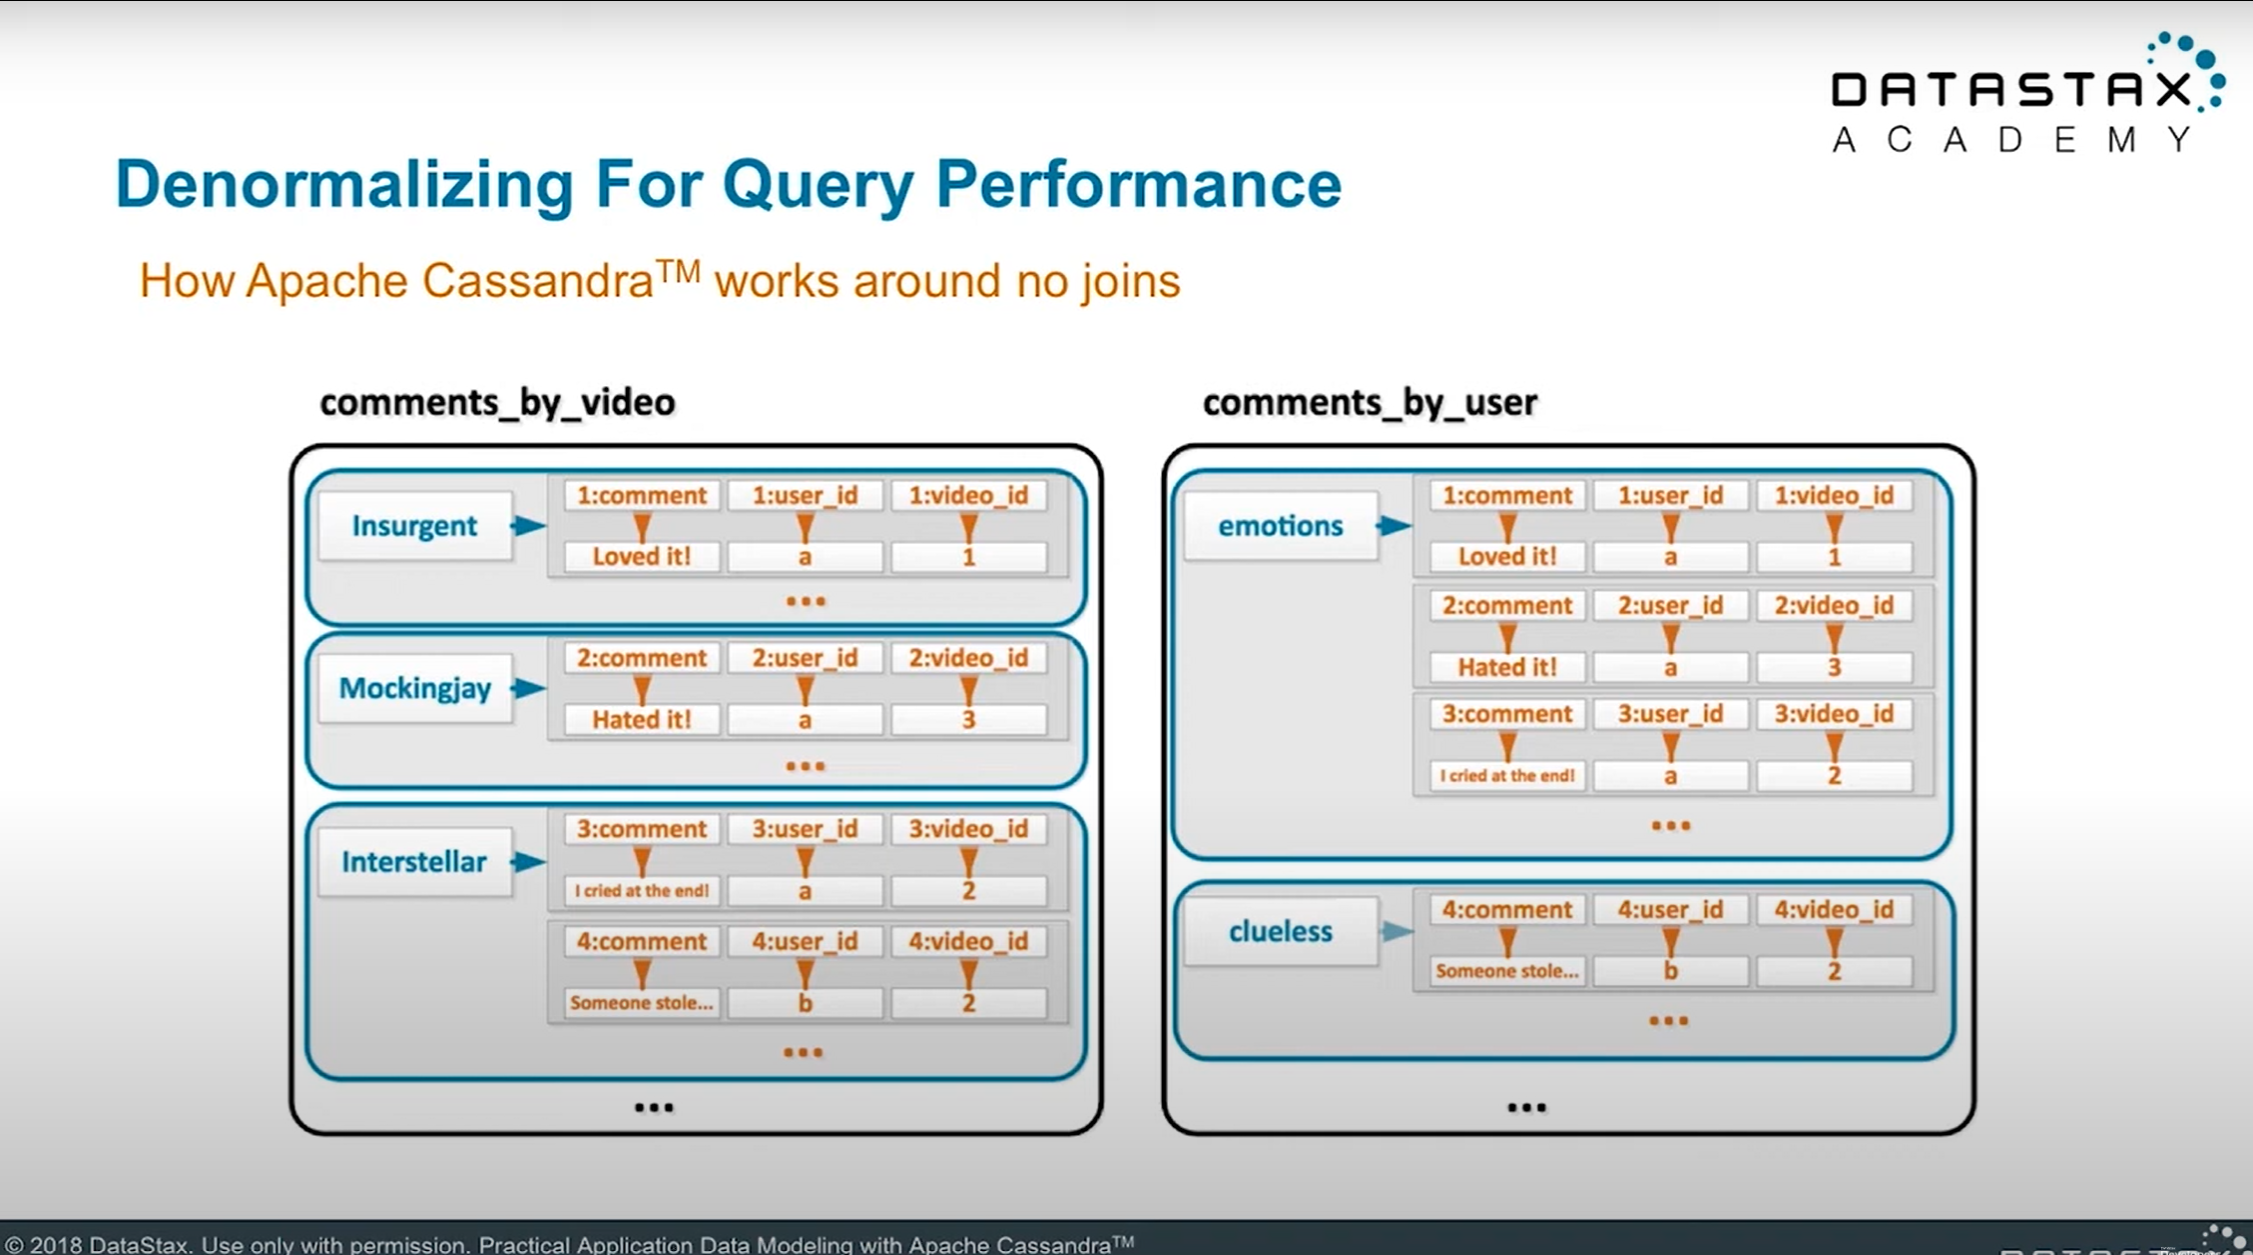 DATASTAX
ACADEMY
Denormalizing For Query Performance
How Apache Cassandra™ works around no joins
comments_by_video
Insurgent
1:comment 1:user_id 1:video_id
Loved it! a 1
...
Mockingjay
2:comment 2:user_id 2:video_id
Hated it! a 3
...
Interstellar
3:comment 3:user_id 3:video_id
I cried at the end! a 2
4:comment 4:user_id 4:video_id
Someone stole... b 2
...
...
comments_by_user
emotions
1:comment 1:user_id 1:video_id
Loved it! a 1
2:comment 2:user_id 2:video_id
Hated it! a 3
3:comment 3:user_id 3:video_id
I cried at the end! a 2
...
clueless
4:comment 4:user_id 4:video_id
Someone stole... b 2
...
...
© 2018 DataStax. Use only with permission. Practical Application Data Modeling with Apache Cassandra™